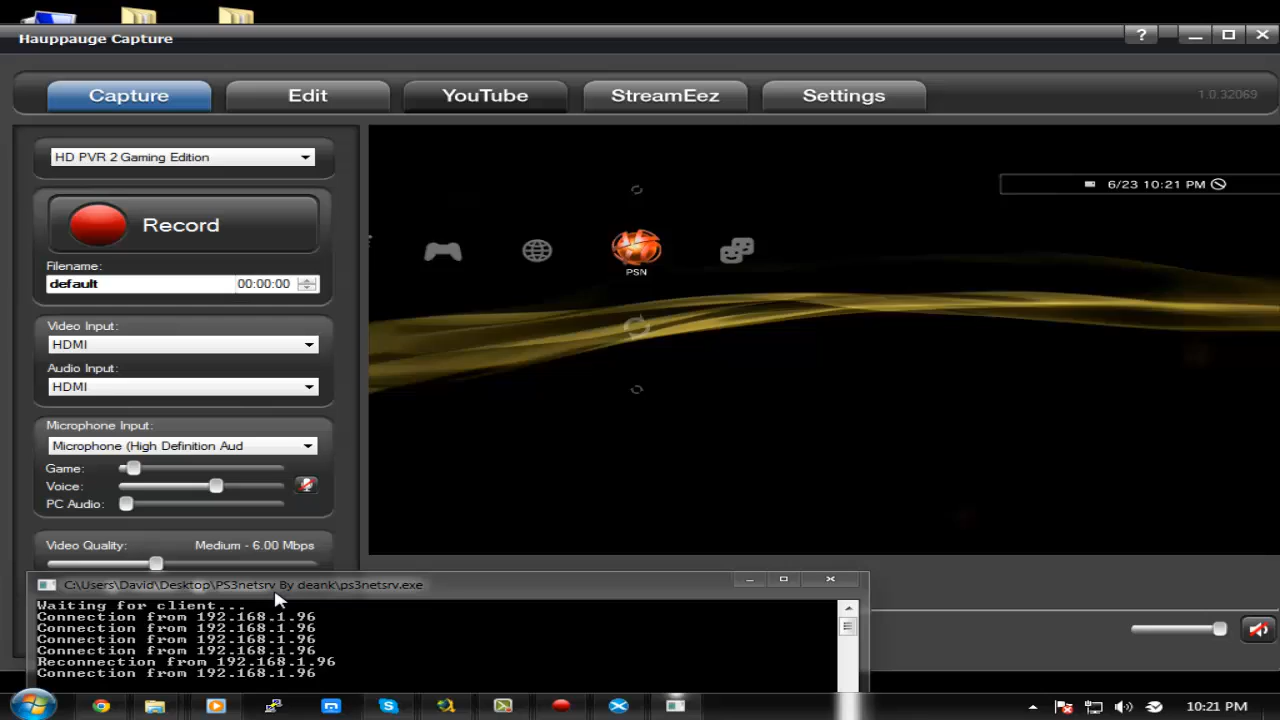 Hauppauge Capture
?
Capture
Edit
YouTube
StreamEez
Settings
1.0.32069
HD PVR 2 Gaming Edition
6/23 10:21 PM
Record
PSN
Filename:
default
00:00:00
Video Input:
HDMI
Audio Input:
HDMI
Microphone Input:
Microphone (High Definition Aud
Game:
Voice:
PC Audio:
Video Quality: Medium - 6.00 Mbps
C:\Users\David\Desktop\PS3netsrv By deank\ps3netsrv.exe
Waiting for client...
Connection from 192.168.1.96
Connection from 192.168.1.96
Connection from 192.168.1.96
Connection from 192.168.1.96
Reconnection from 192.168.1.96
Connection from 192.168.1.96
10:21 PM